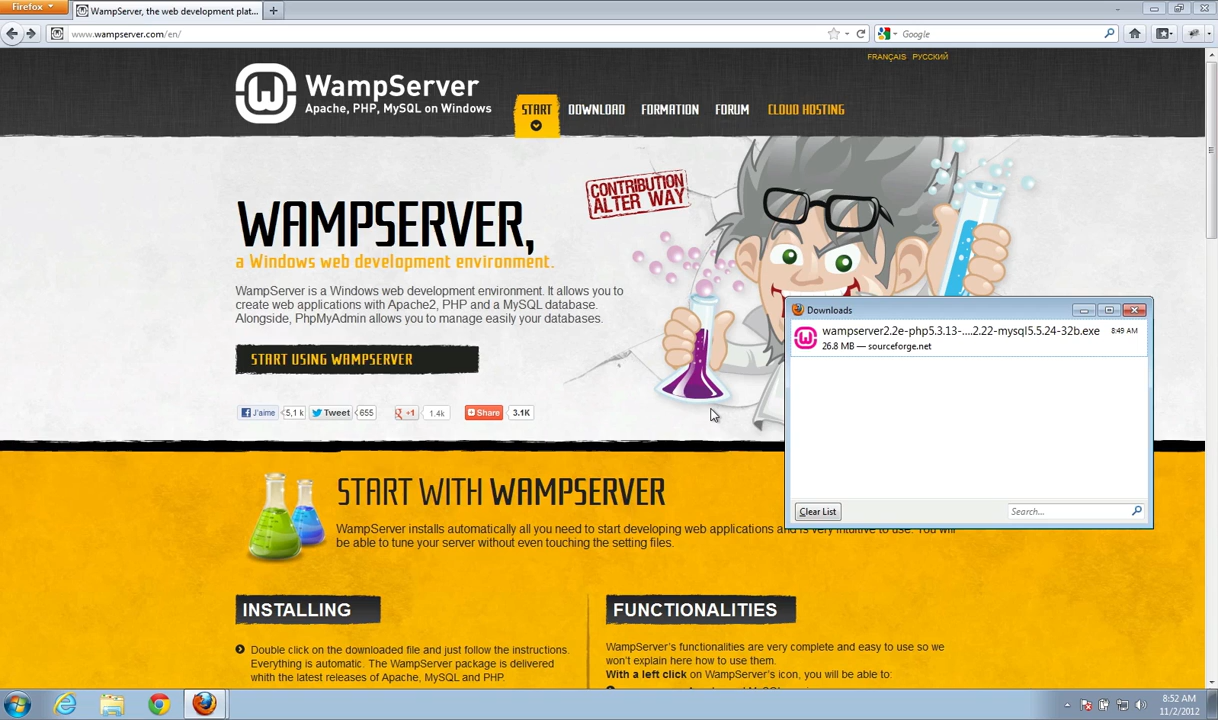 Firefox
WampServer, the web development plat...
www.wampserver.com/en/
Google
FRANÇAIS РУССКИЙ
WampServer
Apache, PHP, MySQL on Windows
START
DOWNLOAD
FORMATION
FORUM
CLOUD HOSTING
CONTRIBUTION
ALTER WAY
WAMPSERVER,
a Windows web development environment.
WampServer is a Windows web development environment. It allows you to
create web applications with Apache2, PHP and a MySQL database.
Alongside, PhpMyAdmin allows you to manage easily your databases.
START USING WAMPSERVER
J'aime 5,1 k Tweet 655 +1 1.4k Share 3.1K
Downloads
wampserver2.2e-php5.3.13-....2.22-mysql5.5.24-32b.exe 8:49 AM
26.8 MB — sourceforge.net
Clear List
Search...
START WITH WAMPSERVER
WampServer installs automatically all you need to start developing web applications and is very intuitive to use. You will
be able to tune your server without even touching the setting files.
INSTALLING
Double click on the downloaded file and just follow the instructions.
Everything is automatic. The WampServer package is delivered
whith the latest releases of Apache, MySQL and PHP.
FUNCTIONALITIES
WampServer's functionalities are very complete and easy to use so we
won't explain here how to use them.
With a left click on WampServer's icon, you will be able to:
8:52 AM
11/2/2012